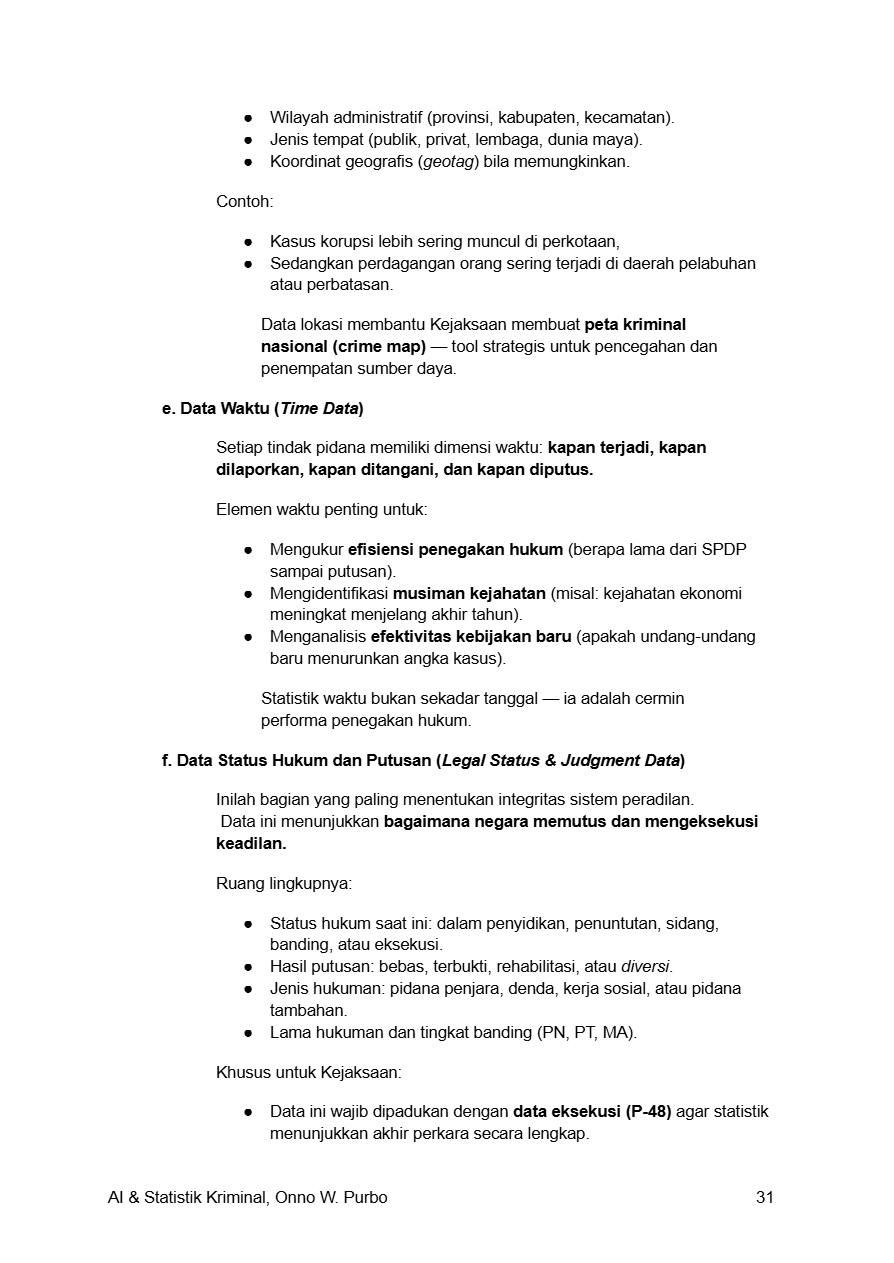 ● Wilayah administratif (provinsi, kabupaten, kecamatan).
● Jenis tempat (publik, privat, lembaga, dunia maya).
● Koordinat geografis (geotag) bila memungkinkan.
Contoh:
● Kasus korupsi lebih sering muncul di perkotaan,
● Sedangkan perdagangan orang sering terjadi di daerah pelabuhan
atau perbatasan.
Data lokasi membantu Kejaksaan membuat peta kriminal
nasional (crime map) — tool strategis untuk pencegahan dan
penempatan sumber daya.
e. Data Waktu (Time Data)
Setiap tindak pidana memiliki dimensi waktu: kapan terjadi, kapan
dilaporkan, kapan ditangani, dan kapan diputus.
Elemen waktu penting untuk:
● Mengukur efisiensi penegakan hukum (berapa lama dari SPDP
sampai putusan).
● Mengidentifikasi musiman kejahatan (misal: kejahatan ekonomi
meningkat menjelang akhir tahun).
● Menganalisis efektivitas kebijakan baru (apakah undang-undang
baru menurunkan angka kasus).
Statistik waktu bukan sekadar tanggal — ia adalah cermin
performa penegakan hukum.
f. Data Status Hukum dan Putusan (Legal Status & Judgment Data)
Inilah bagian yang paling menentukan integritas sistem peradilan.
Data ini menunjukkan bagaimana negara memutus dan mengeksekusi
keadilan.
Ruang lingkupnya:
● Status hukum saat ini: dalam penyidikan, penuntutan, sidang,
banding, atau eksekusi.
● Hasil putusan: bebas, terbukti, rehabilitasi, atau diversi.
● Jenis hukuman: pidana penjara, denda, kerja sosial, atau pidana
tambahan.
● Lama hukuman dan tingkat banding (PN, PT, MA).
Khusus untuk Kejaksaan:
● Data ini wajib dipadukan dengan data eksekusi (P-48) agar statistik
menunjukkan akhir perkara secara lengkap.
AI & Statistik Kriminal, Onno W. Purbo 31